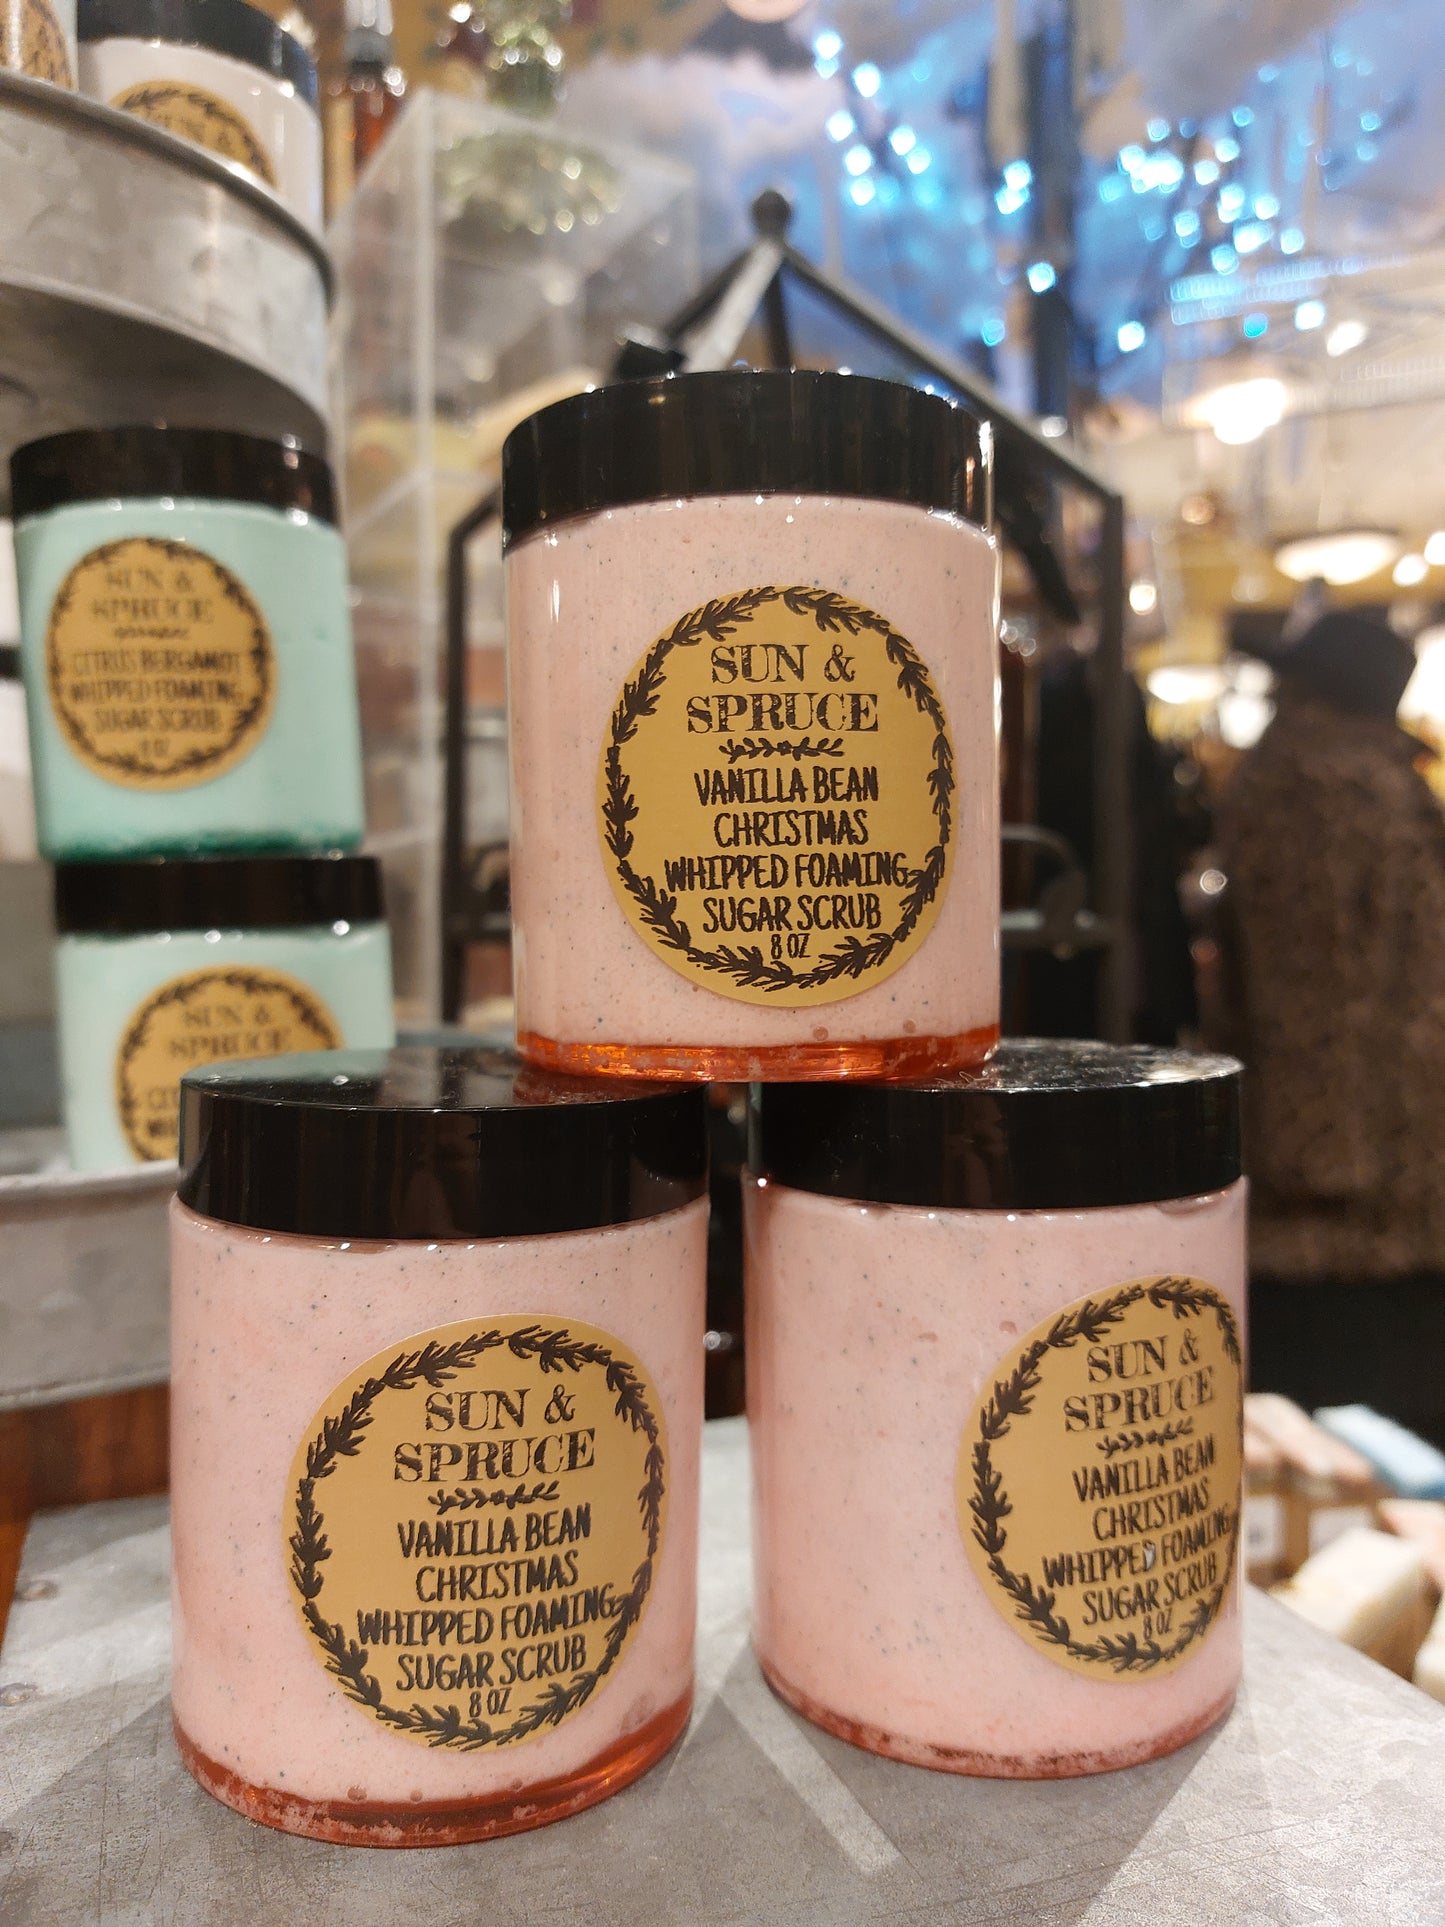 SUN &
SPRUCE
CITRUS BERGAMOT
WHIPPED FOAMING
SUGAR SCRUB
8 OZ
SUN &
SPRUCE
SUN &
SPRUCE
VANILLA BEAN
CHRISTMAS
WHIPPED FOAMING
SUGAR SCRUB
8 OZ
SUN &
SPRUCE
VANILLA BEAN
CHRISTMAS
WHIPPED FOAMING
SUGAR SCRUB
8 OZ
SUN &
SPRUCE
VANILLA BEAN
CHRISTMAS
WHIPPED FOAMING
SUGAR SCRUB
8 OZ